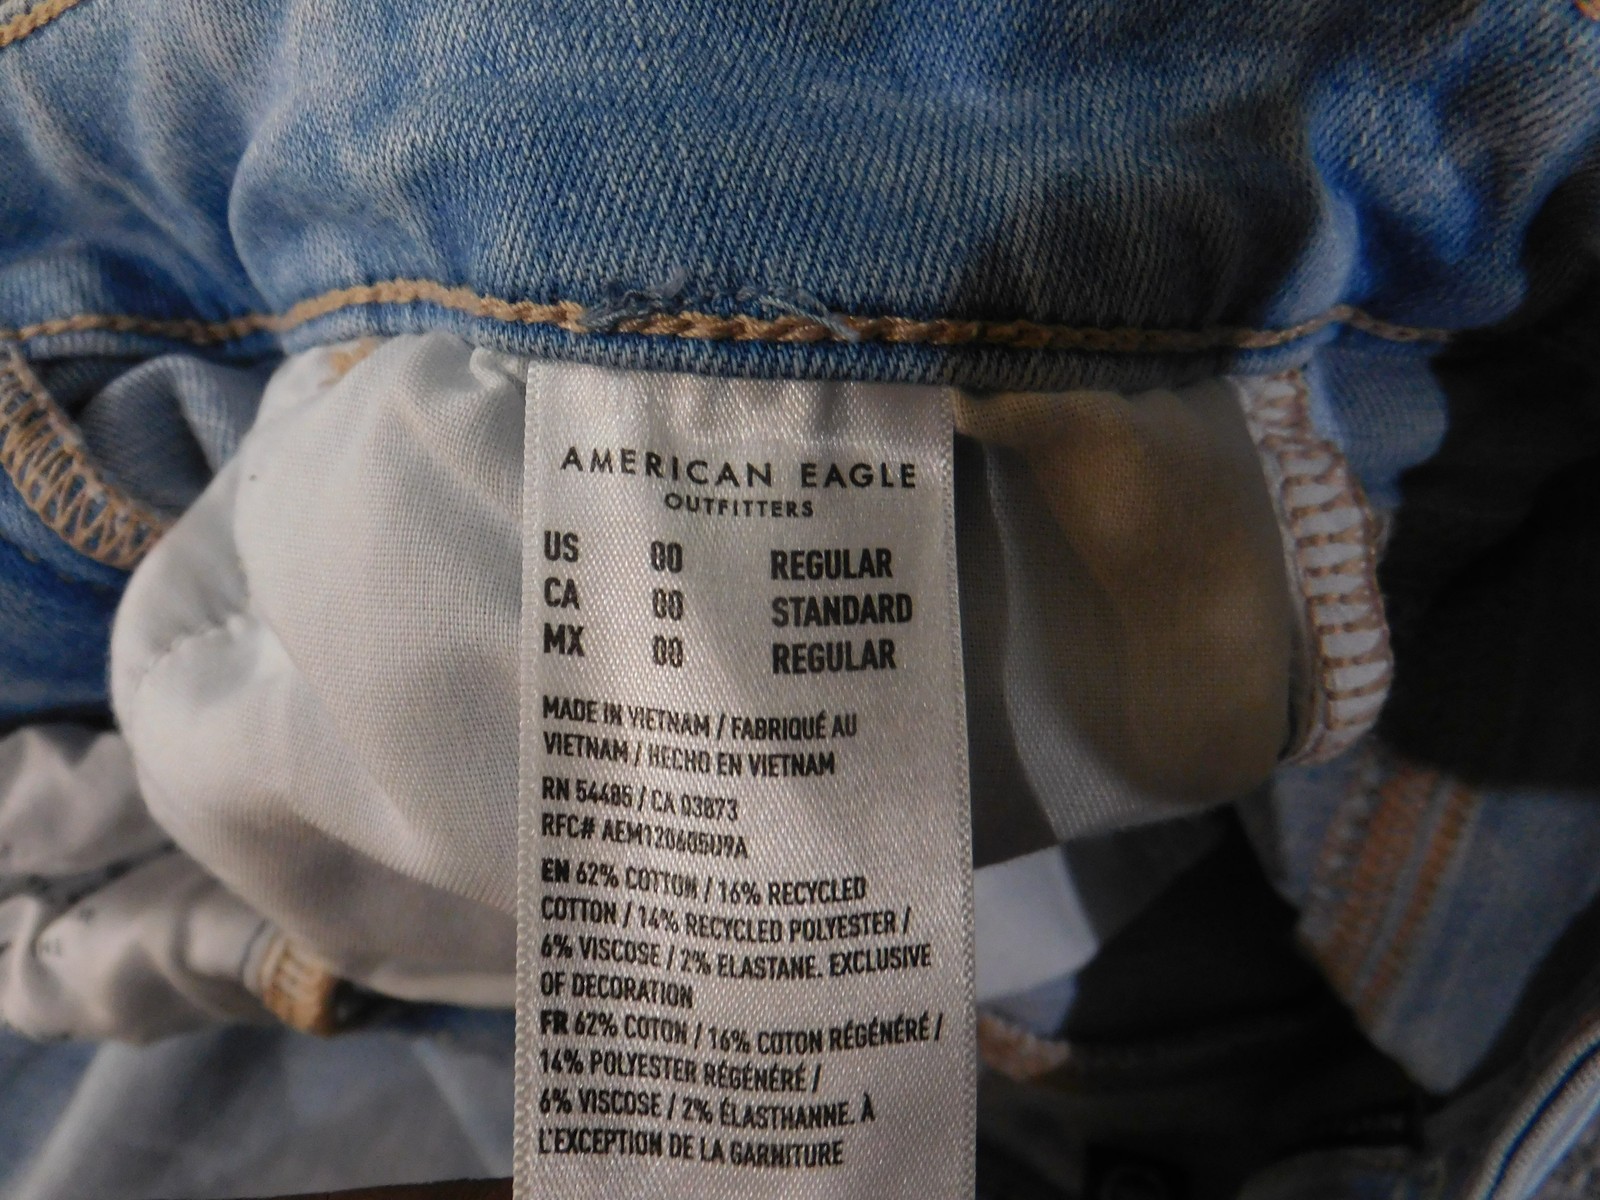 AMERICAN EAGLE
OUTFITTERS
US 00 REGULAR
CA 00 STANDARD
MX 00 REGULAR
MADE IN VIETNAM / FABRIQUÉ AU
VIETNAM / HECHO EN VIETNAM
RN 54485 / CA 03873
RFC# AEM120605U9A
EN 62% COTTON / 16% RECYCLED
COTTON / 14% RECYCLED POLYESTER /
6% VISCOSE / 2% ELASTANE. EXCLUSIVE
OF DECORATION
FR 62% COTON / 16% COTON RÉGÉNÉRÉ /
14% POLYESTER RÉGÉNÉRÉ /
6% VISCOSE / 2% ÉLASTHANNE. À
L'EXCEPTION DE LA GARNITURE